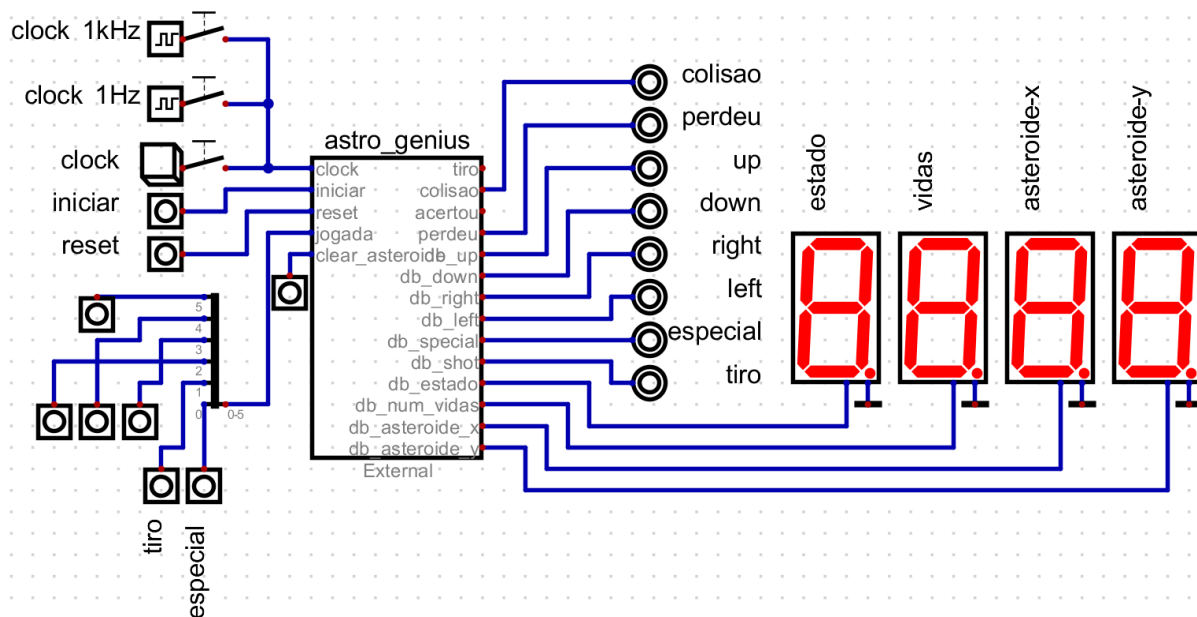 clock 1kHz
clock 1Hz
clock
iniciar
reset
5
4
3
2
1
0
0-5
tiro
especial
astro_genius
clock
iniciar
reset
jogada
clear_asteroide
tiro
colisao
acertou
perdeu
db_up
db_down
db_right
db_left
db_special
db_shot
db_estado
db_num_vidas
db_asteroide_x
db_asteroide_y
External
colisao
perdeu
up
down
right
left
especial
tiro
estado
vidas
asteroide-x
asteroide-y